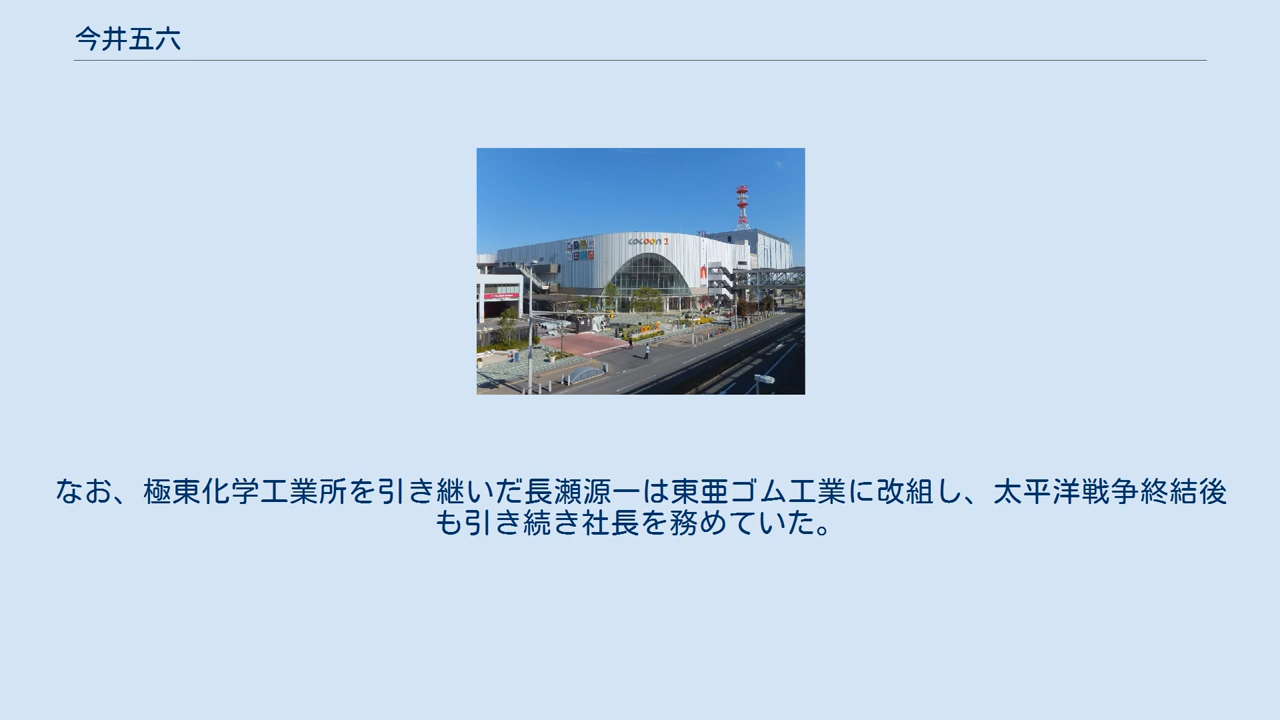 今井五六
cocoon 2
なお、極東化学工業所を引き継いだ長瀬源一は東亜ゴム工業に改組し、太平洋戦争終結後
も引き続き社長を務めていた。